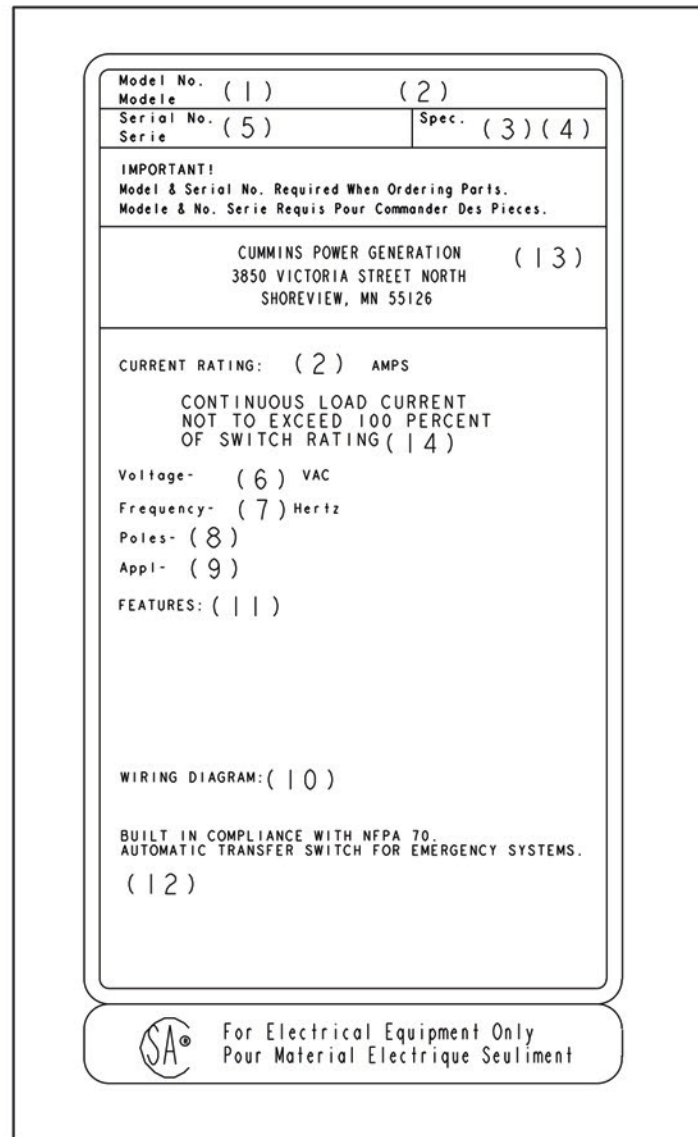 Model No. (1) (2)
Modele
Serial No. (5) Spec. (3)(4)
Serie
IMPORTANT!
Model & Serial No. Required When Ordering Parts.
Modele & No. Serie Requis Pour Commander Des Pieces.
CUMMINS POWER GENERATION (13)
3850 VICTORIA STREET NORTH
SHOREVIEW, MN 55126
CURRENT RATING: (2) AMPS
CONTINUOUS LOAD CURRENT
NOT TO EXCEED 100 PERCENT
OF SWITCH RATING(14)
Voltage- (6) VAC
Frequency- (7) Hertz
Poles- (8)
Appl- (9)
FEATURES: (11)
WIRING DIAGRAM: (10)
BUILT IN COMPLIANCE WITH NFPA 70.
AUTOMATIC TRANSFER SWITCH FOR EMERGENCY SYSTEMS.
(12)
CSA® For Electrical Equipment Only
Pour Material Electrique Seuliment